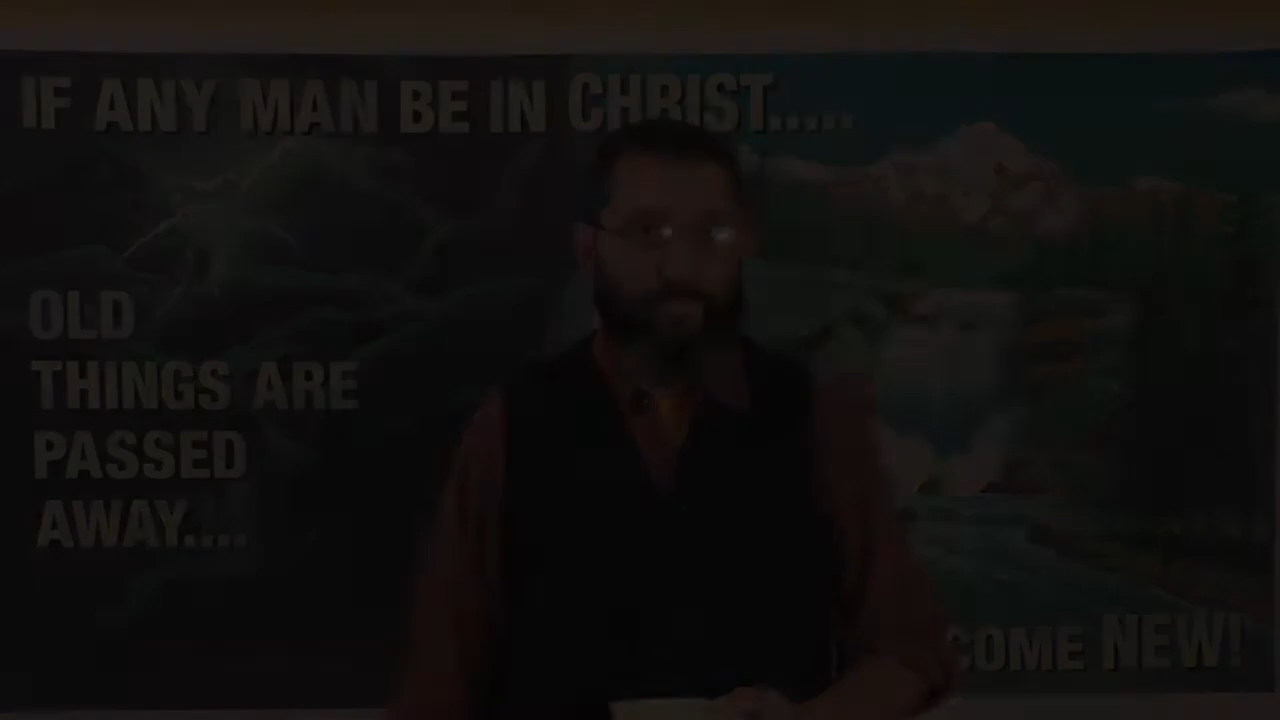 IF ANY MAN BE IN CHRIST.....
OLD
THINGS ARE
PASSED
AWAY....
COME NEW!